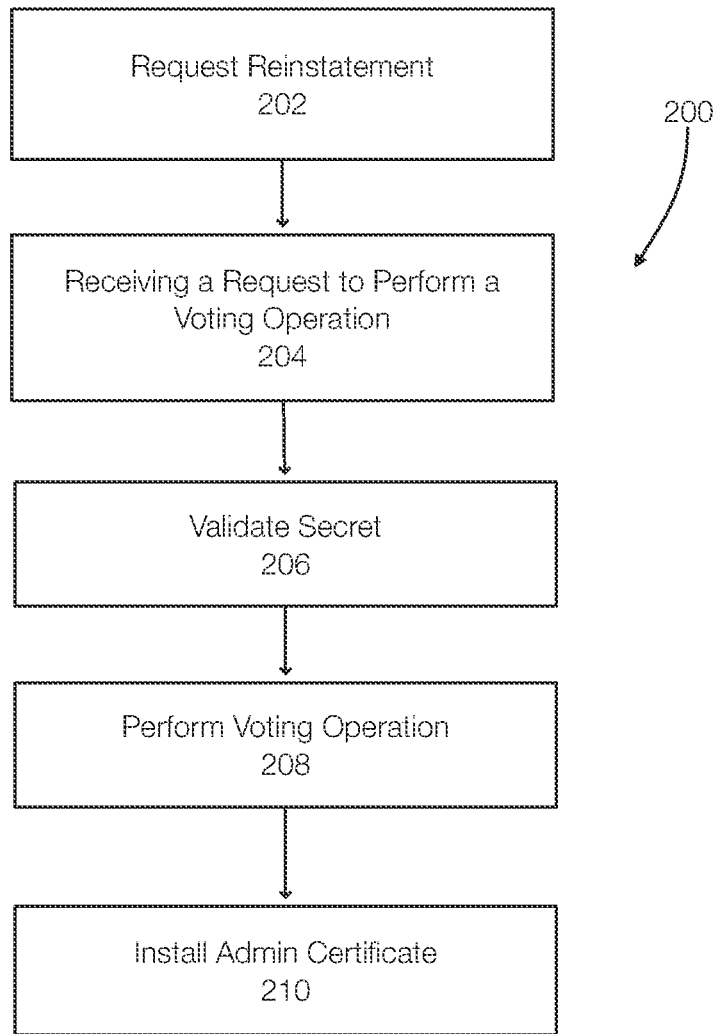 Request Reinstatement
202
200
Receiving a Request to Perform a
Voting Operation
204
Validate Secret
206
Perform Voting Operation
208
Install Admin Certificate
210